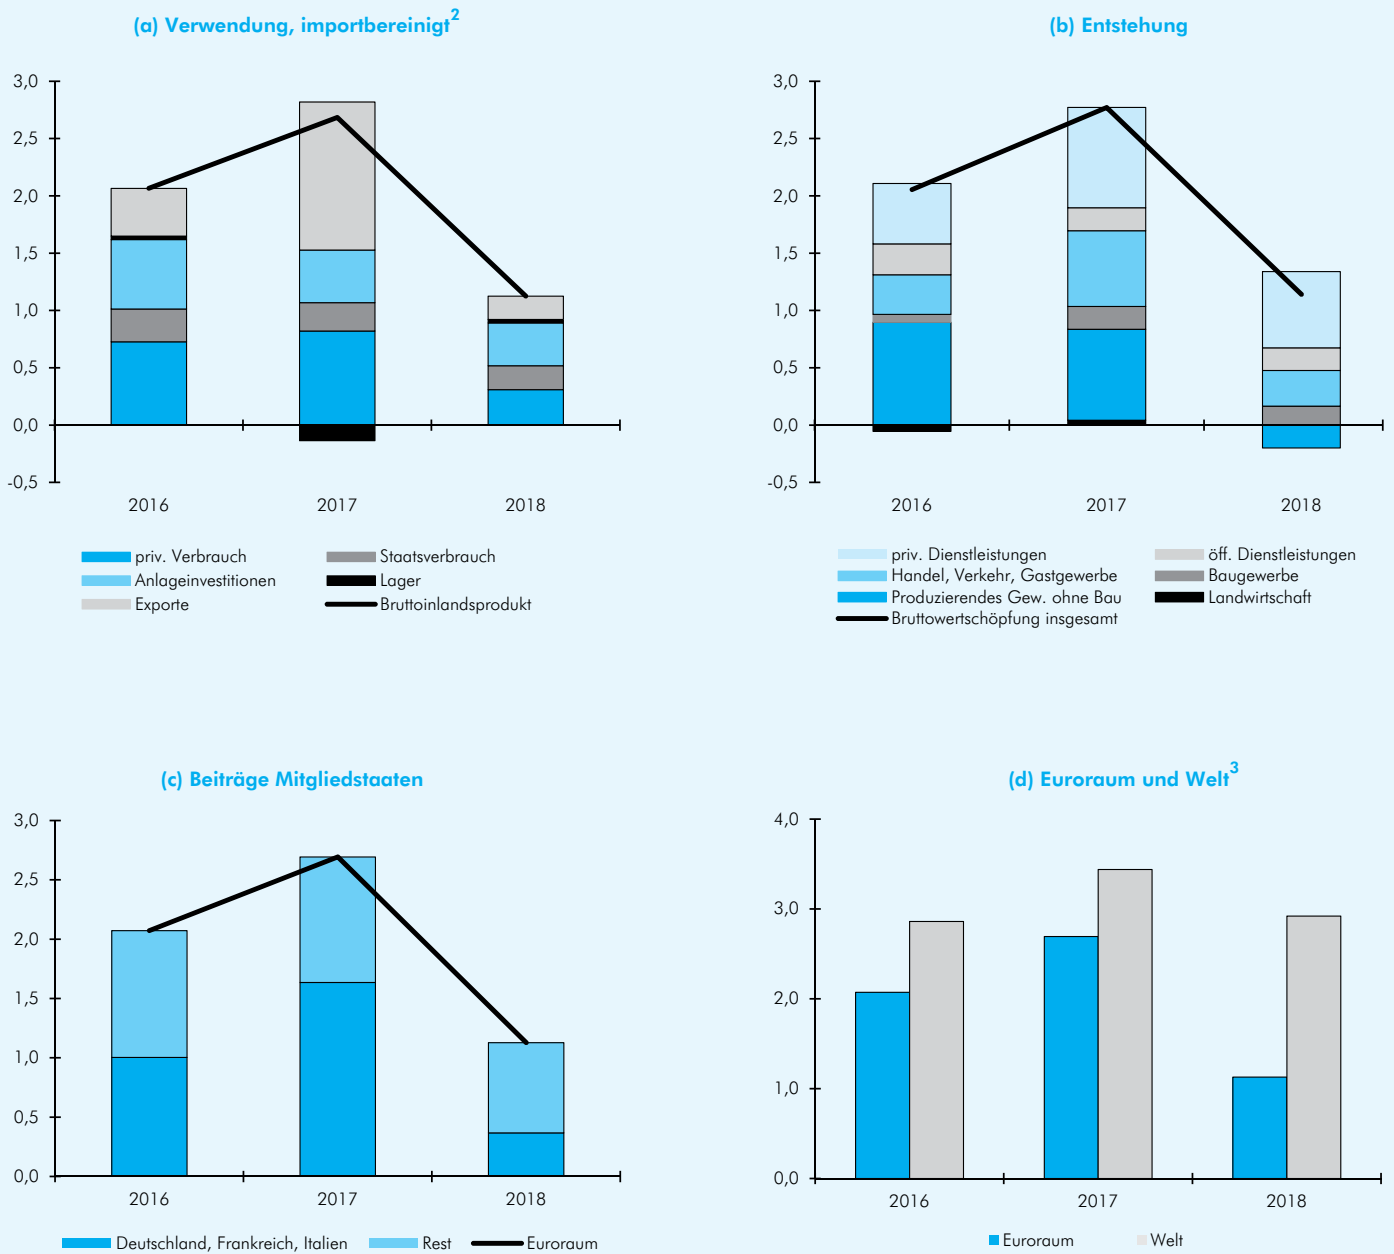 (a) Verwendung, importbereinigt2
3,0
2,5
2,0
1,5
1,0
0,5
0,0
-0,5
2016 2017 2018
priv. Verbrauch Staatsverbrauch
Anlageinvestitionen Lager
Exporte Bruttoinlandsprodukt
(b) Entstehung
3,0
2,5
2,0
1,5
1,0
0,5
0,0
-0,5
2016 2017 2018
priv. Dienstleistungen öff. Dienstleistungen
Handel, Verkehr, Gastgewerbe Baugewerbe
Produzierendes Gew. ohne Bau Landwirtschaft
Bruttowertschöpfung insgesamt
(c) Beiträge Mitgliedstaaten
3,0
2,5
2,0
1,5
1,0
0,5
0,0
2016 2017 2018
Deutschland, Frankreich, Italien Rest Euroraum
(d) Euroraum und Welt3
4,0
3,0
2,0
1,0
0,0
2016 2017 2018
Euroraum Welt